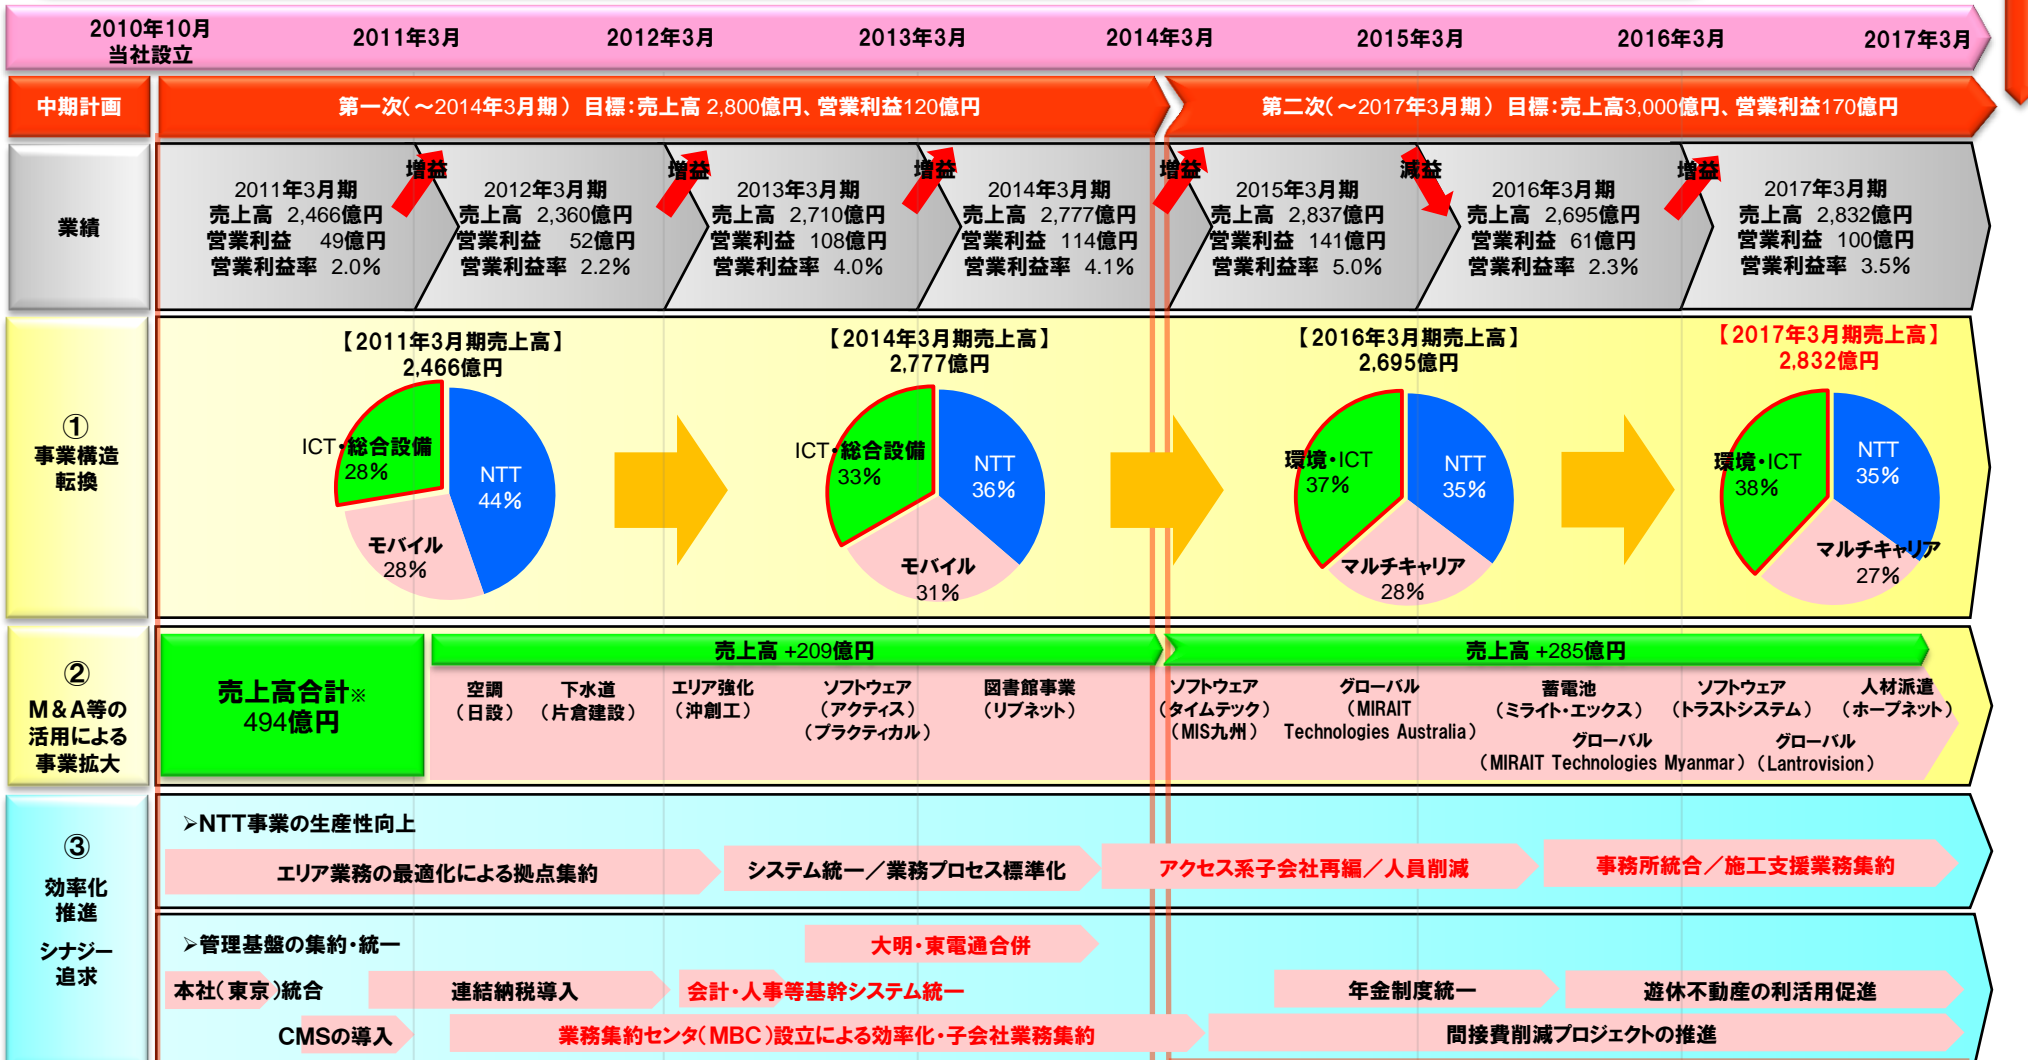 2010年10月
当社設立
2011年3月
2012年3月
2013年3月
2014年3月
2015年3月
2016年3月
2017年3月
中期計画
第一次(～2014年3月期) 目標:売上高 2,800億円、営業利益120億円
第二次(～2017年3月期) 目標:売上高3,000億円、営業利益170億円
業績
2011年3月期
売上高 2,466億円
営業利益 49億円
営業利益率 2.0%
増益
2012年3月期
売上高 2,360億円
営業利益 52億円
営業利益率 2.2%
増益
2013年3月期
売上高 2,710億円
営業利益 108億円
営業利益率 4.0%
増益
2014年3月期
売上高 2,777億円
営業利益 114億円
営業利益率 4.1%
増益
2015年3月期
売上高 2,837億円
営業利益 141億円
営業利益率 5.0%
減益
2016年3月期
売上高 2,695億円
営業利益 61億円
営業利益率 2.3%
増益
2017年3月期
売上高 2,832億円
営業利益 100億円
営業利益率 3.5%
①
事業構造
転換
【2011年3月期売上高】
2,466億円
ICT・総合設備
28%
NTT
44%
モバイル
28%
【2014年3月期売上高】
2,777億円
ICT・総合設備
33%
NTT
36%
モバイル
31%
【2016年3月期売上高】
2,695億円
環境・ICT
37%
NTT
35%
マルチキャリア
28%
【2017年3月期売上高】
2,832億円
環境・ICT
38%
NTT
35%
マルチキャリア
27%
②
M&A等の
活用による
事業拡大
売上高合計※
494億円
売上高 +209億円
売上高 +285億円
空調
(日設)
下水道
(片倉建設)
エリア強化
(沖創工)
ソフトウェア
(アクティス)
(プラクティカル)
図書館事業
(リブネット)
ソフトウェア
(タイムテック)
(MIS九州)
グローバル
(MIRAIT
Technologies Australia)
蓄電池
(ミライト・エックス)
ソフトウェア
(トラストシステム)
人材派遣
(ホープネット)
グローバル
(MIRAIT Technologies Myanmar)
グローバル
(Lantrovision)
③
効率化
推進
シナジー
追求
➢NTT事業の生産性向上
エリア業務の最適化による拠点集約
システム統一/業務プロセス標準化
アクセス系子会社再編/人員削減
事務所統合/施工支援業務集約
➢管理基盤の集約・統一
大明・東電通合併
本社(東京)統合
連結納税導入
会計・人事等基幹システム統一
年金制度統一
遊休不動産の利活用促進
CMSの導入
業務集約センタ(MBC)設立による効率化・子会社業務集約
間接費削減プロジェクトの推進